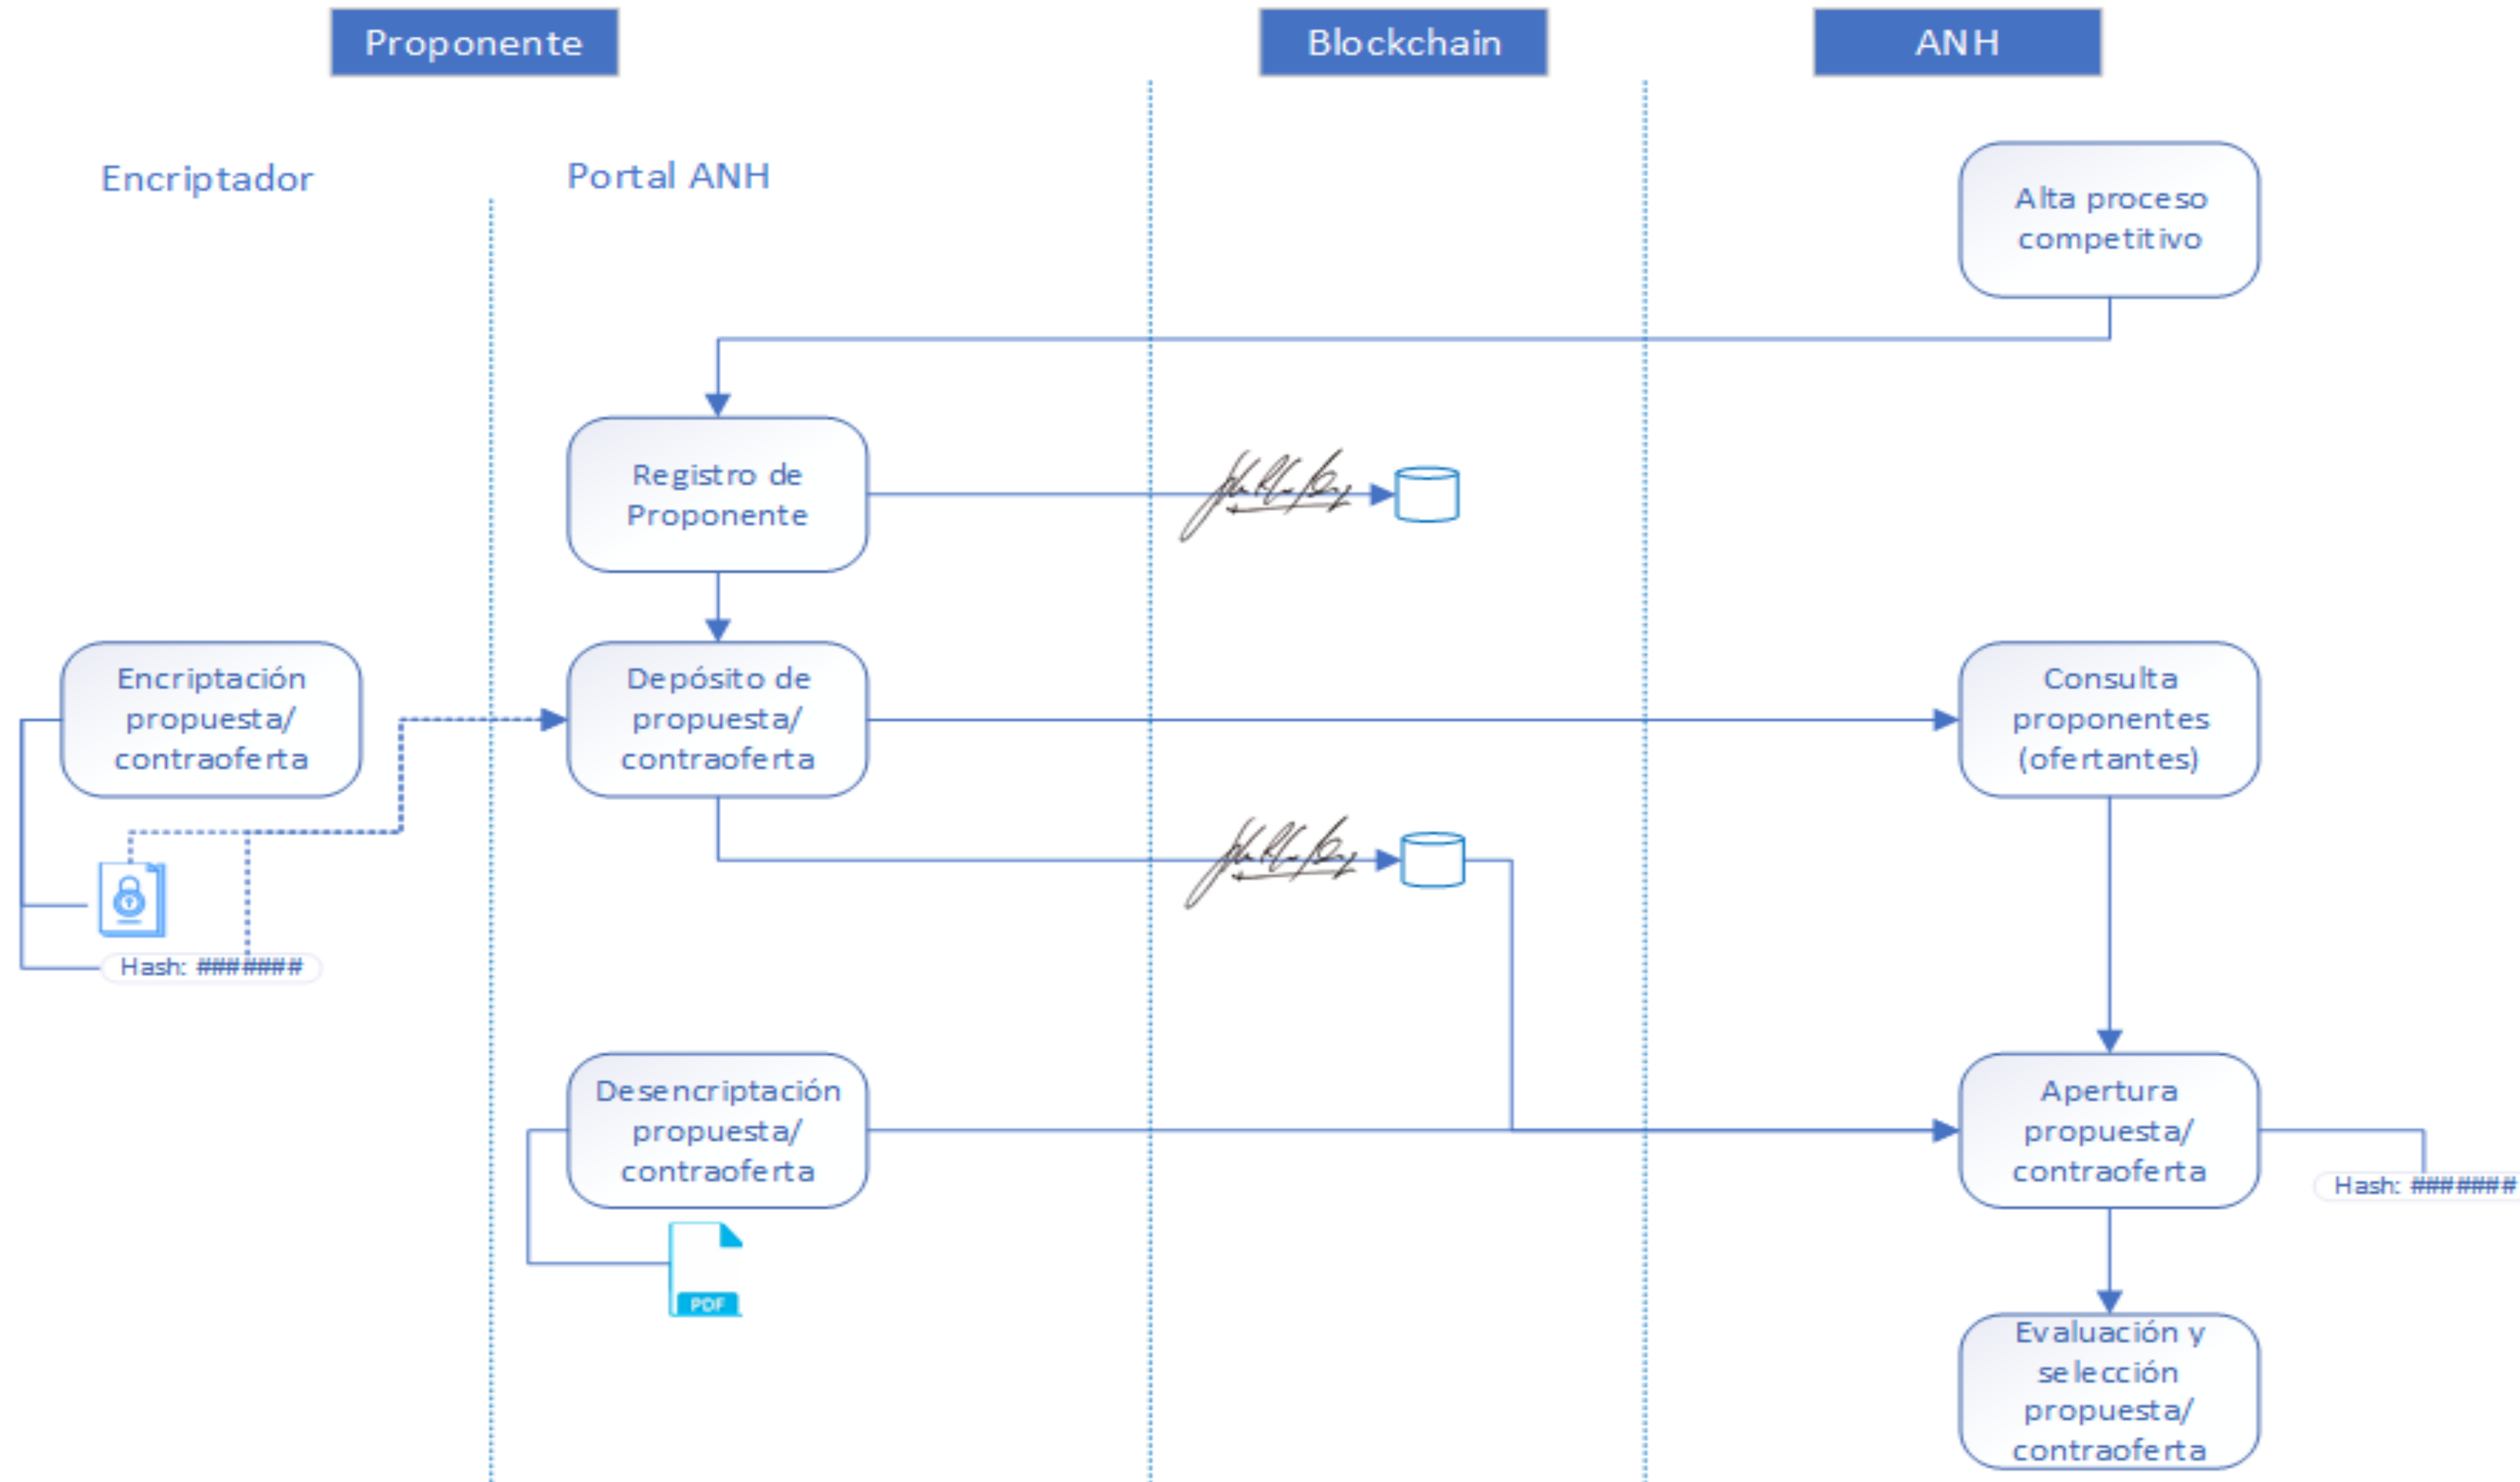 Proponente
Blockchain
ANH
Encriptador
Portal ANH
Alta proceso
competitivo
Registro de
Proponente
Encriptación
propuesta/
contraoferta
Depósito de
propuesta/
contraoferta
Consulta
proponentes
(ofertantes)
Hash: #######
Desencriptación
propuesta/
contraoferta
Apertura
propuesta/
contraoferta
Hash: #######
PDF
Evaluación y
selección
propuesta/
contraoferta